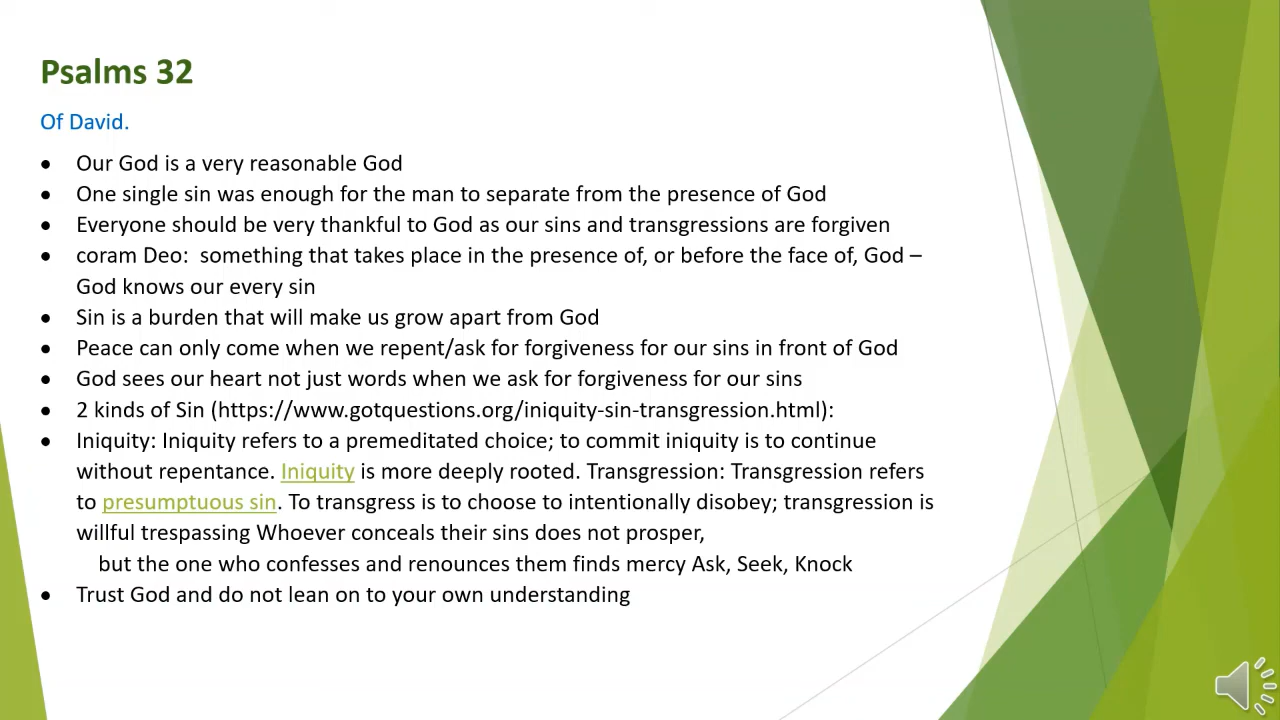 Psalms 32
Of David.
• Our God is a very reasonable God
• One single sin was enough for the man to separate from the presence of God
• Everyone should be very thankful to God as our sins and transgressions are forgiven
• coram Deo:  something that takes place in the presence of, or before the face of, God –
God knows our every sin
• Sin is a burden that will make us grow apart from God
• Peace can only come when we repent/ask for forgiveness for our sins in front of God
• God sees our heart not just words when we ask for forgiveness for our sins
• 2 kinds of Sin (https://www.gotquestions.org/iniquity-sin-transgression.html):
• Iniquity: Iniquity refers to a premeditated choice; to commit iniquity is to continue
without repentance. Iniquity is more deeply rooted. Transgression: Transgression refers
to presumptuous sin. To transgress is to choose to intentionally disobey; transgression is
willful trespassing Whoever conceals their sins does not prosper,
but the one who confesses and renounces them finds mercy Ask, Seek, Knock
• Trust God and do not lean on to your own understanding